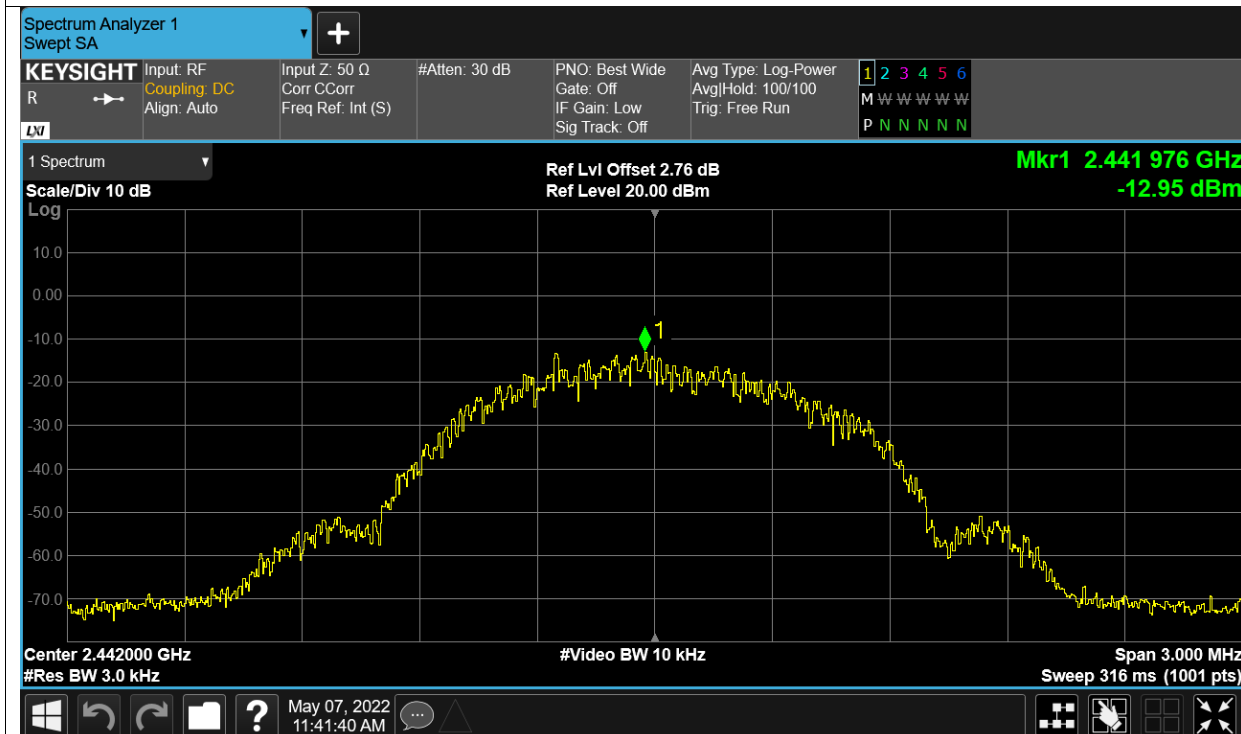 Spectrum Analyzer 1
Swept SA
+
KEYSIGHT
R
LXI
Input: RF
Coupling: DC
Align: Auto
Input Z: 50 Ω
Corr CCorr
Freq Ref: Int (S)
#Atten: 30 dB
PNO: Best Wide
Gate: Off
IF Gain: Low
Sig Track: Off
Avg Type: Log-Power
Avg|Hold: 100/100
Trig: Free Run
1 2 3 4 5 6
M W W W W W
P N N N N N
1 Spectrum
Scale/Div 10 dB
Log
Ref Lvl Offset 2.76 dB
Ref Level 20.00 dBm
Mkr1 2.441 976 GHz
-12.95 dBm
10.0
0.00
-10.0
1
-20.0
-30.0
-40.0
-50.0
-60.0
-70.0
Center 2.442000 GHz
#Res BW 3.0 kHz
#Video BW 10 kHz
Span 3.000 MHz
Sweep 316 ms (1001 pts)
?
May 07, 2022
11:41:40 AM